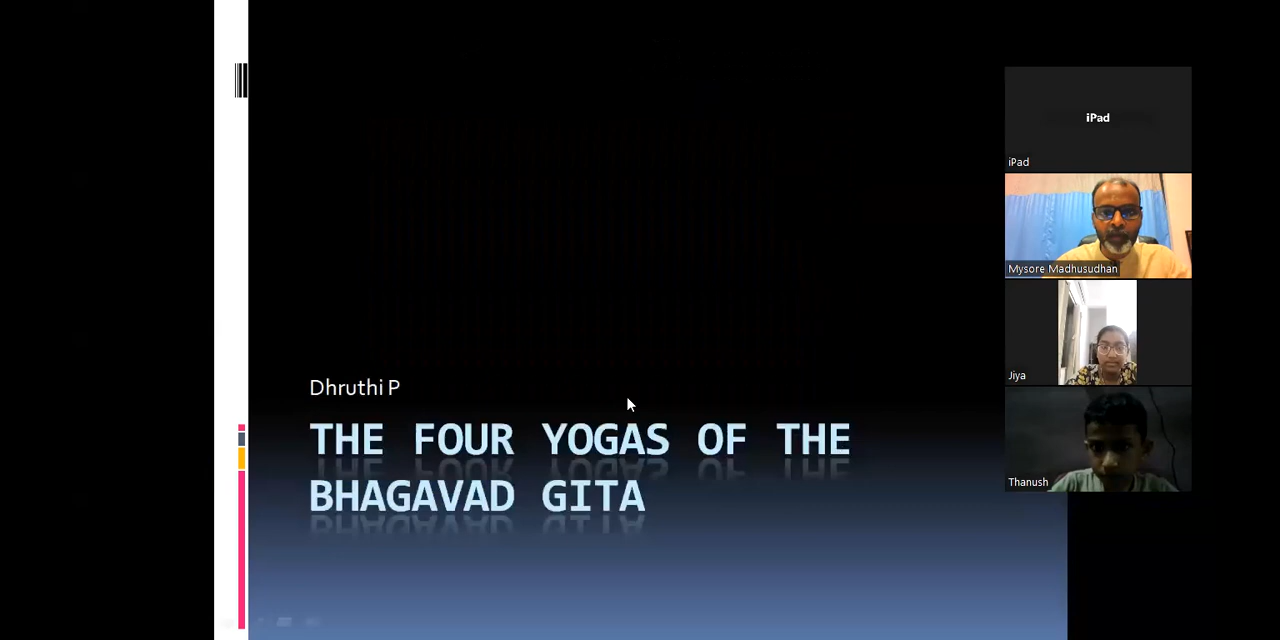 Dhruthi P
THE FOUR YOGAS OF THE
BHAGAVAD GITA
iPad
iPad
Mysore Madhusudhan
Jiya
Thanush